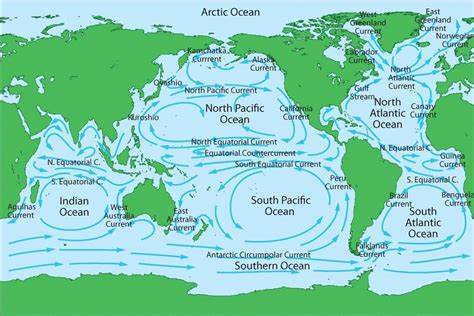 Arctic Ocean
West
Greenland
Current
East
Greenland
Current
Norwegian
Current
Kamchatka
Current
Alaska
Current
Labrador
Current
North
Atlantic
Current
Oyashio
North Pacific Current
Gulf
Stream
North Pacific
Ocean
California
Current
North
Atlantic
Ocean
Canary
Current
Kuroshio
North Equatorial Current
Equatorial Countercurrent
South Equatorial Current
N. Equatorial C.
N. Equatorial C.
Guinea
Current
S. Equatorial C.
S. Equatorial C.
Peru
Current
Brazil
Current
Benguela
Current
Agulhas
Current
Indian
Ocean
West
Australia
Current
East
Australia
Current
South Pacific
Ocean
South
Atlantic
Ocean
Falklands
Current
Antarctic Circumpolar Current
Southern Ocean